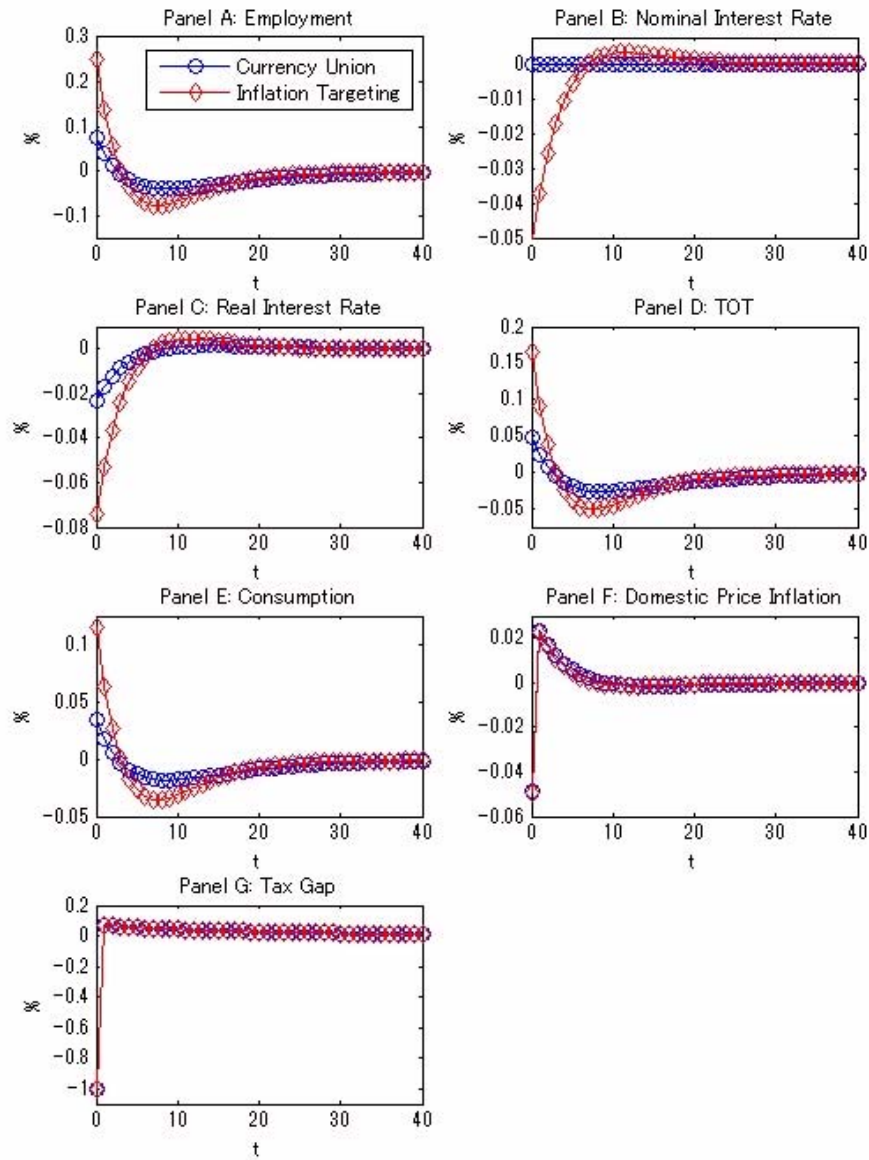 Panel A: Employment
0.3
0.2
0.1
0
-0.1
%
0 10 20 30 40
t
Currency Union
Inflation Targeting
Panel B: Nominal Interest Rate
0
-0.01
-0.02
-0.03
-0.04
-0.05
%
0 10 20 30 40
t
Panel C: Real Interest Rate
0
-0.02
-0.04
-0.06
-0.08
%
0 10 20 30 40
t
Panel D: TOT
0.2
0.15
0.1
0.05
0
-0.05
%
0 10 20 30 40
t
Panel E: Consumption
0.1
0.05
0
-0.05
%
0 10 20 30 40
t
Panel F: Domestic Price Inflation
0.02
0
-0.02
-0.04
-0.06
%
0 10 20 30 40
t
Panel G: Tax Gap
0.2
0
-0.2
-0.4
-0.6
-0.8
-1
%
0 10 20 30 40
t